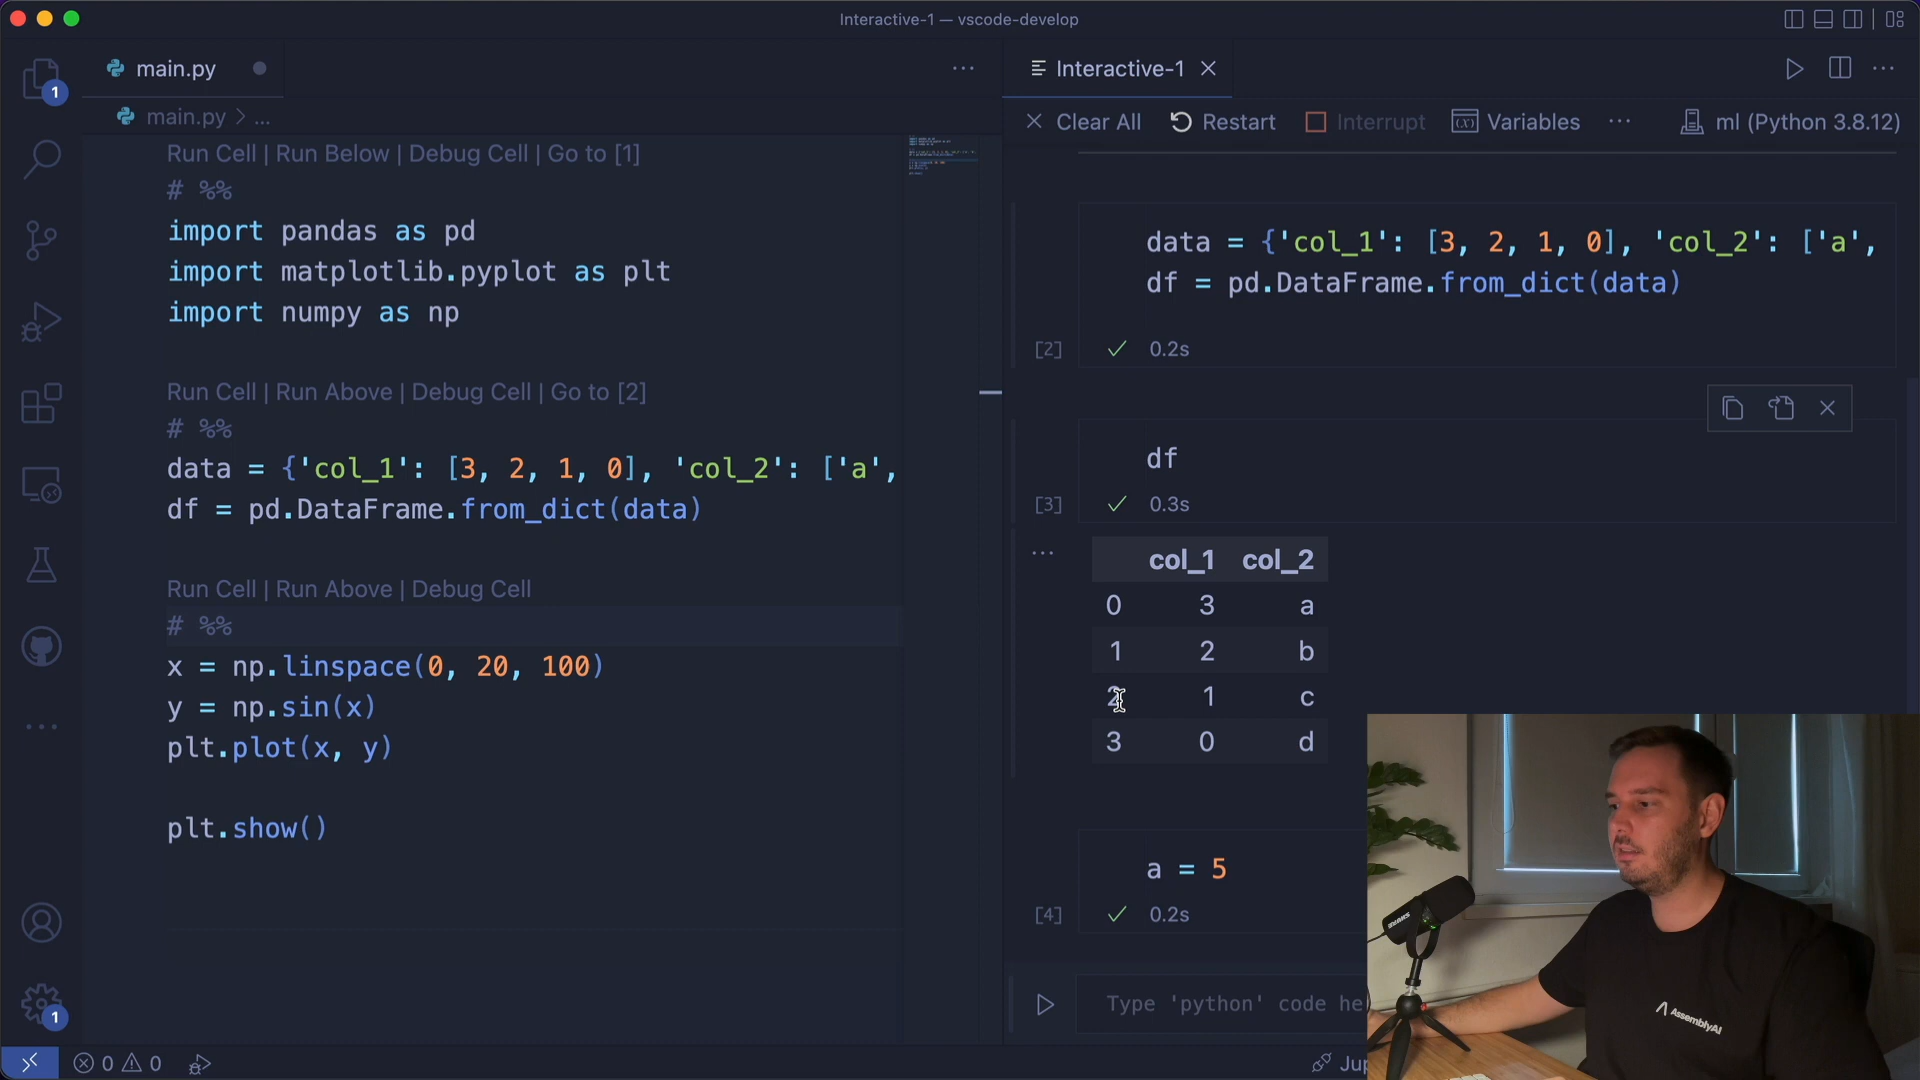 Interactive-1 — vscode-develop
main.py
Interactive-1
1
main.py > ...
Clear All Restart Interrupt Variables ... ml (Python 3.8.12)
Run Cell | Run Below | Debug Cell | Go to [1]
# %%
import pandas as pd
import matplotlib.pyplot as plt
import numpy as np
Run Cell | Run Above | Debug Cell | Go to [2]
# %%
data = {'col_1': [3, 2, 1, 0], 'col_2': ['a',
df = pd.DataFrame.from_dict(data)
Run Cell | Run Above | Debug Cell
# %%
x = np.linspace(0, 20, 100)
y = np.sin(x)
plt.plot(x, y)
plt.show()
data = {'col_1': [3, 2, 1, 0], 'col_2': ['a',
df = pd.DataFrame.from_dict(data)
[2] 0.2s
df
[3] 0.3s
col_1 col_2
0 3 a
1 2 b
2 1 c
3 0 d
a = 5
[4] 0.2s
Type 'python' code he
SHURE
AssemblyAI
1
0 0
Jup